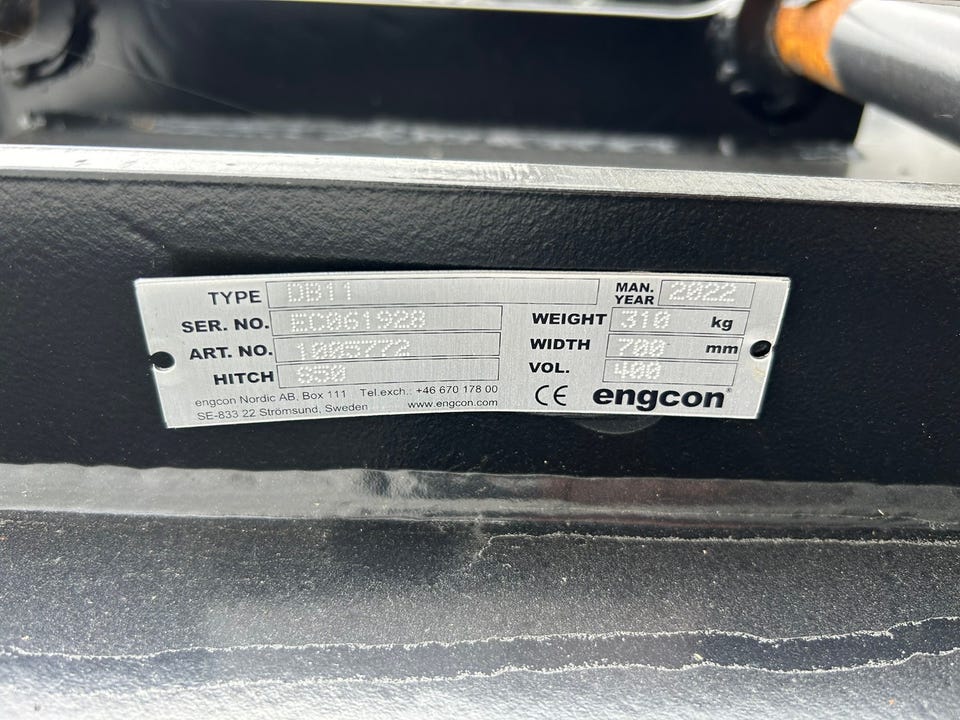 TYPE DB11 MAN. YEAR 2022
SER. NO. EC061928 WEIGHT 310 kg
ART. NO. 1003772 WIDTH 700 mm
HITCH S50 VOL. 400
engcon Nordic AB, Box 111 Tel.exch.: +46 670 178 00
SE-833 22 Strömsund, Sweden www.engcon.com
CE engcon®